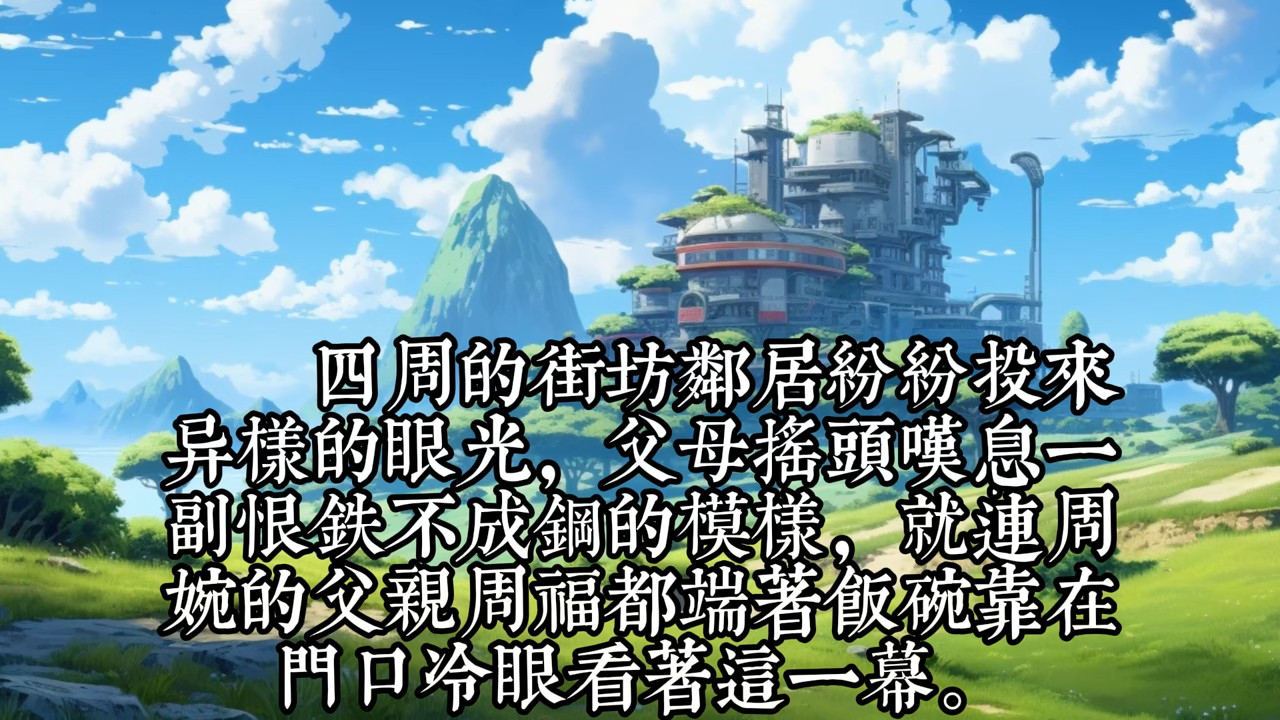 四周的街坊鄰居紛紛投來
异樣的眼光，父母搖頭嘆息一
副恨鉄不成鋼的模樣，就連周
婉的父親周福都端著飯碗靠在
門口冷眼看著這一幕。